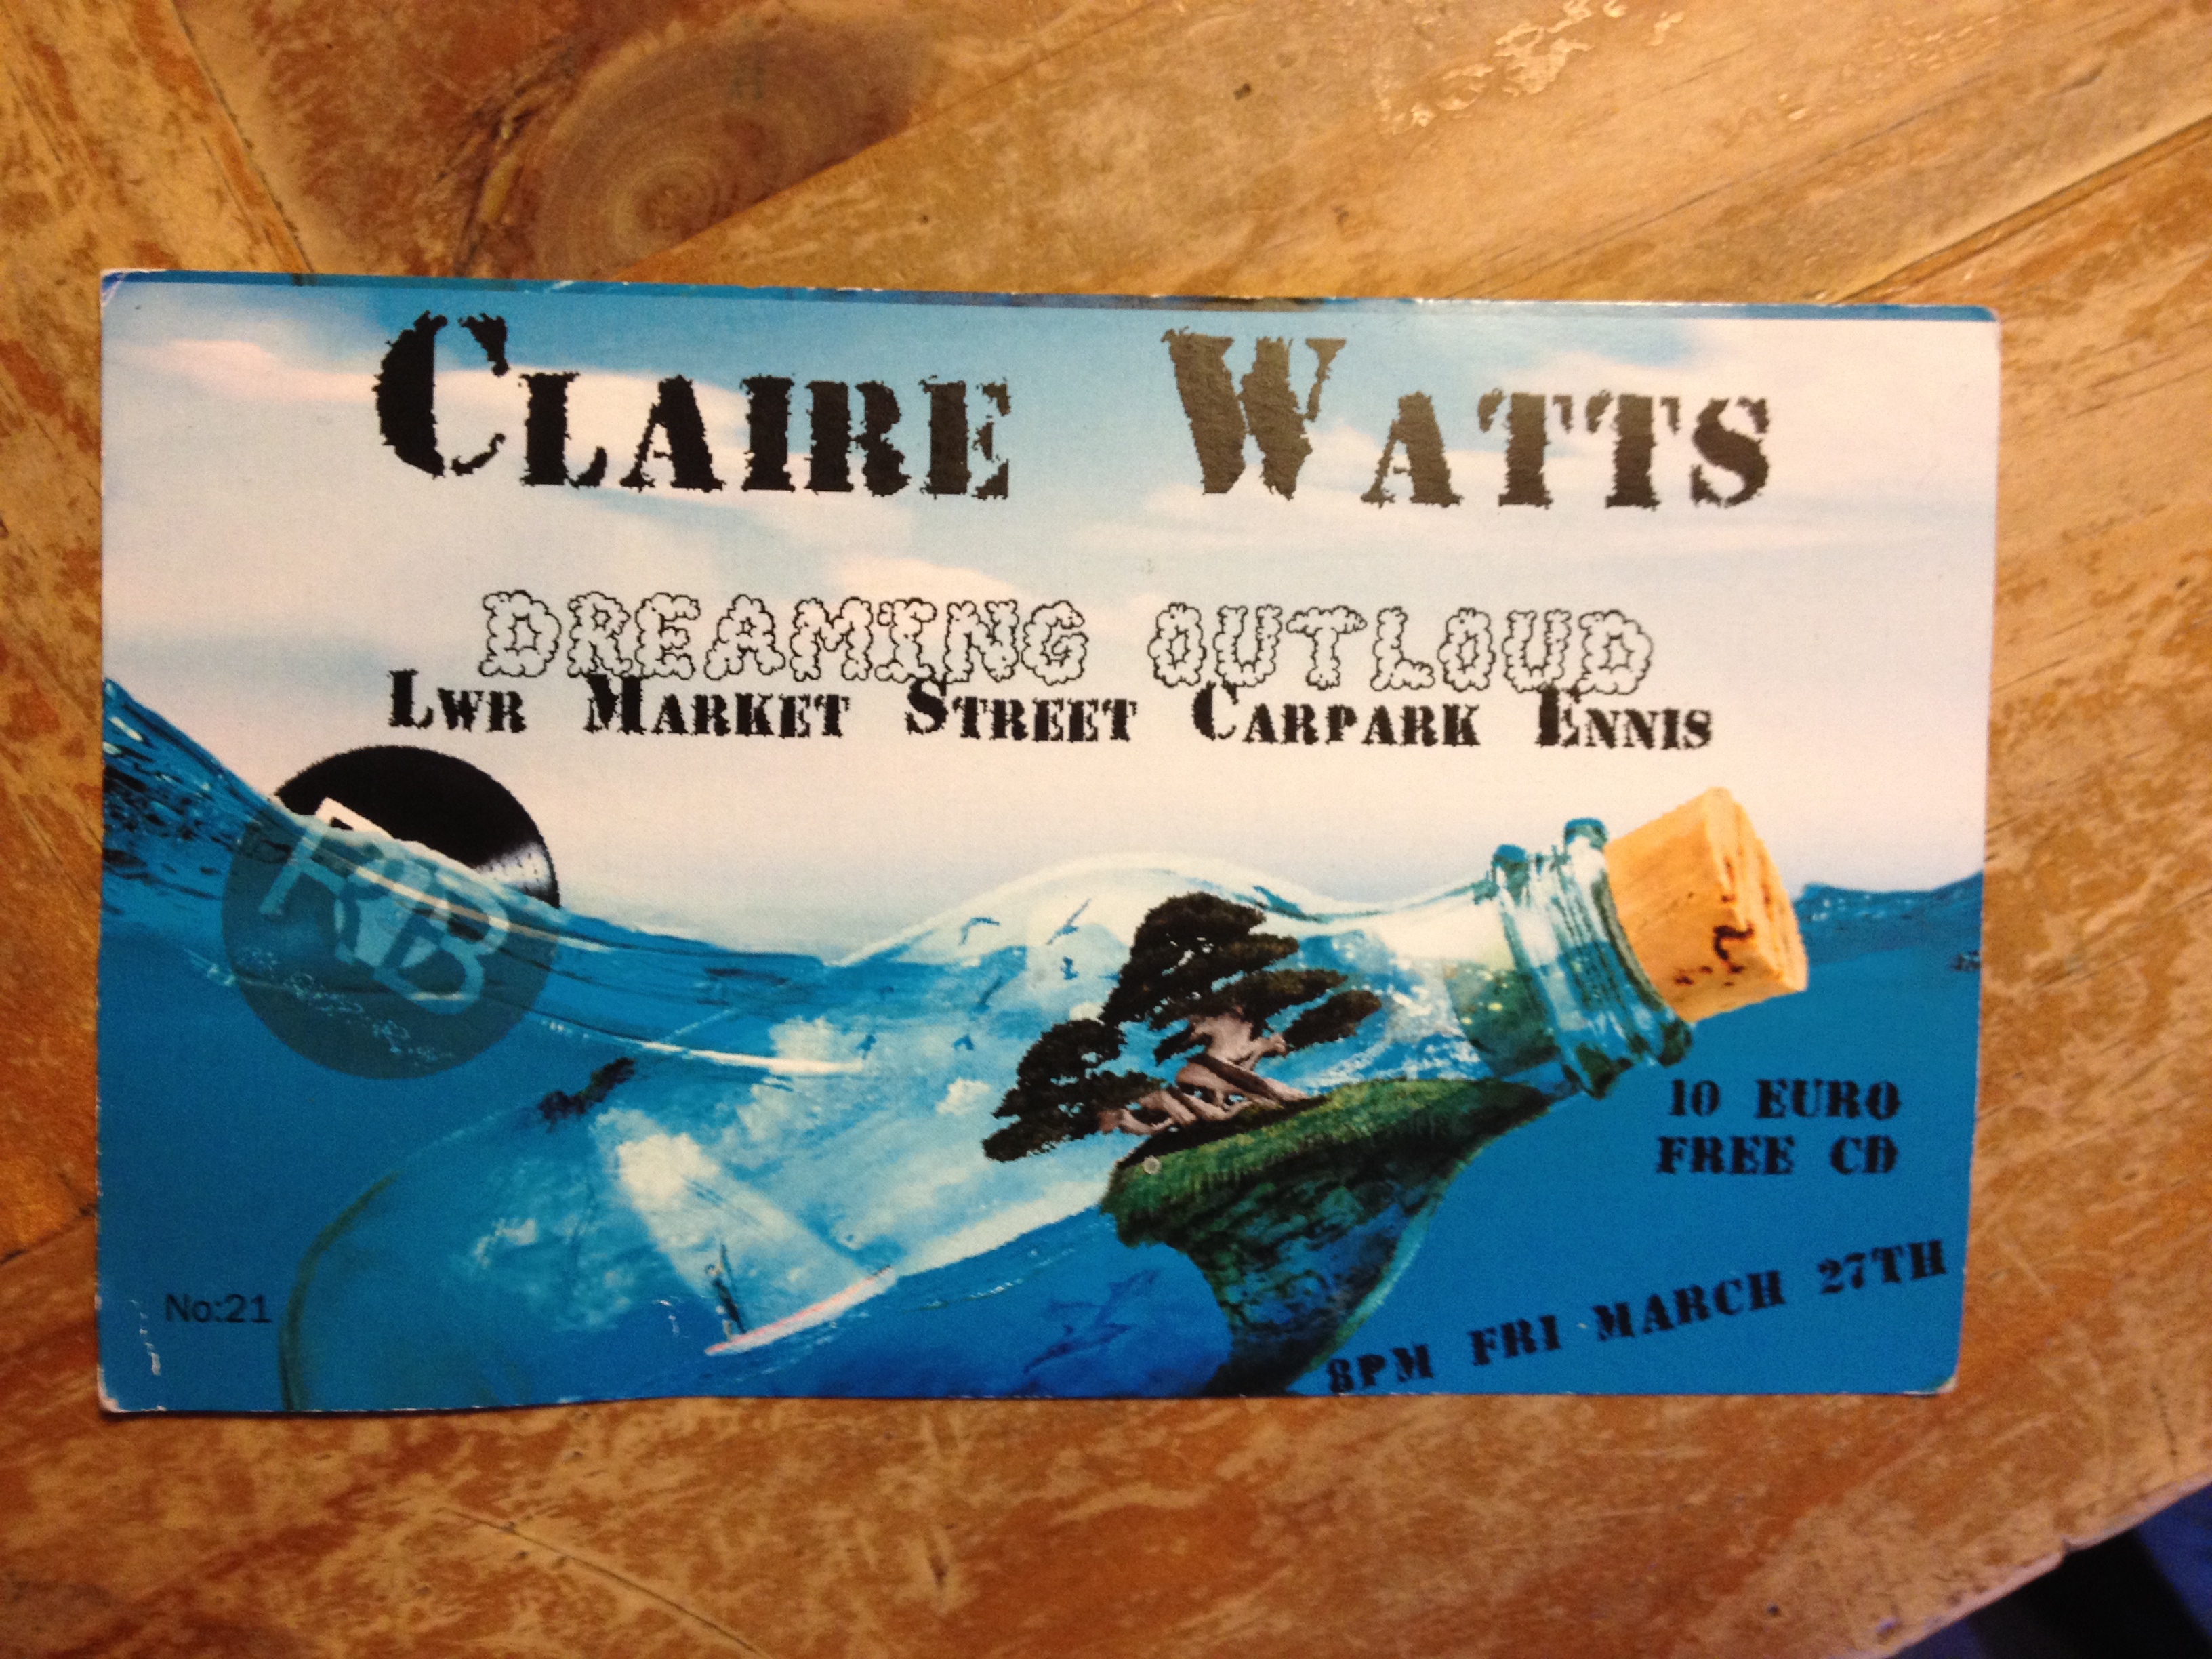 CLAIRE WATTS
DREAMING OUTLOUD
LWR MARKET STREET CARPARK ENNIS
RB
10 EURO
FREE CD
8PM FRI MARCH 27TH
No:21